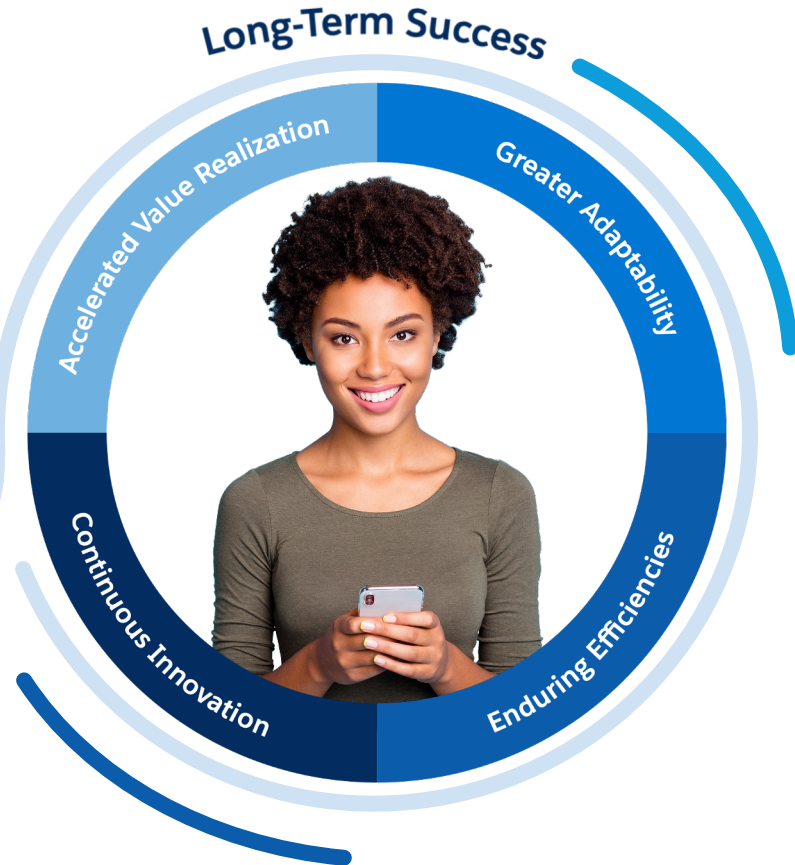 Long-Term Success
Accelerated Value Realization
Greater Adaptability
Continuous Innovation
Enduring Efficiencies